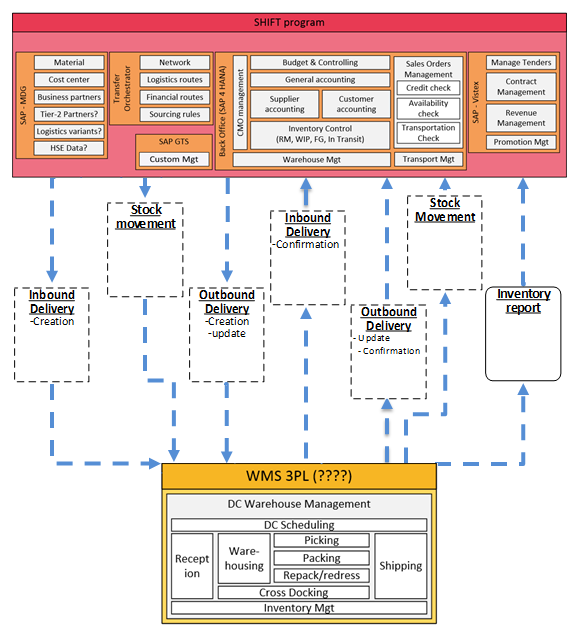 SHIFT program
SAP - MDG
Material
Cost center
Business partners
Tier-2 Partners?
Logistics variants?
HSE Data?
Transfer
Orchestrator
Network
Logistics routes
Financial routes
Sourcing rules
SAP GTS
Custom Mgt
Back Office (SAP 4 HANA)
CMO management
Budget & Controlling
General accounting
Supplier
accounting
Customer
accounting
Inventory Control
(RM, WIP, FG, In Transit)
Warehouse Mgt
Sales Orders
Management
Credit check
Availability
check
Transportation
Check
Transport Mgt
SAP - Vistex
Manage Tenders
Contract
Management
Revenue
Management
Promotion Mgt
Inbound
Delivery
-Creation
Stock
movement
Outbound
Delivery
-Creation
-update
Inbound
Delivery
-Confirmation
Outbound
Delivery
- Update
- Confirmation
Stock
Movement
Inventory
report
WMS 3PL (????)
DC Warehouse Management
DC Scheduling
Recept
ion
Ware-
housing
Picking
Packing
Repack/redress
Shipping
Cross Docking
Inventory Mgt